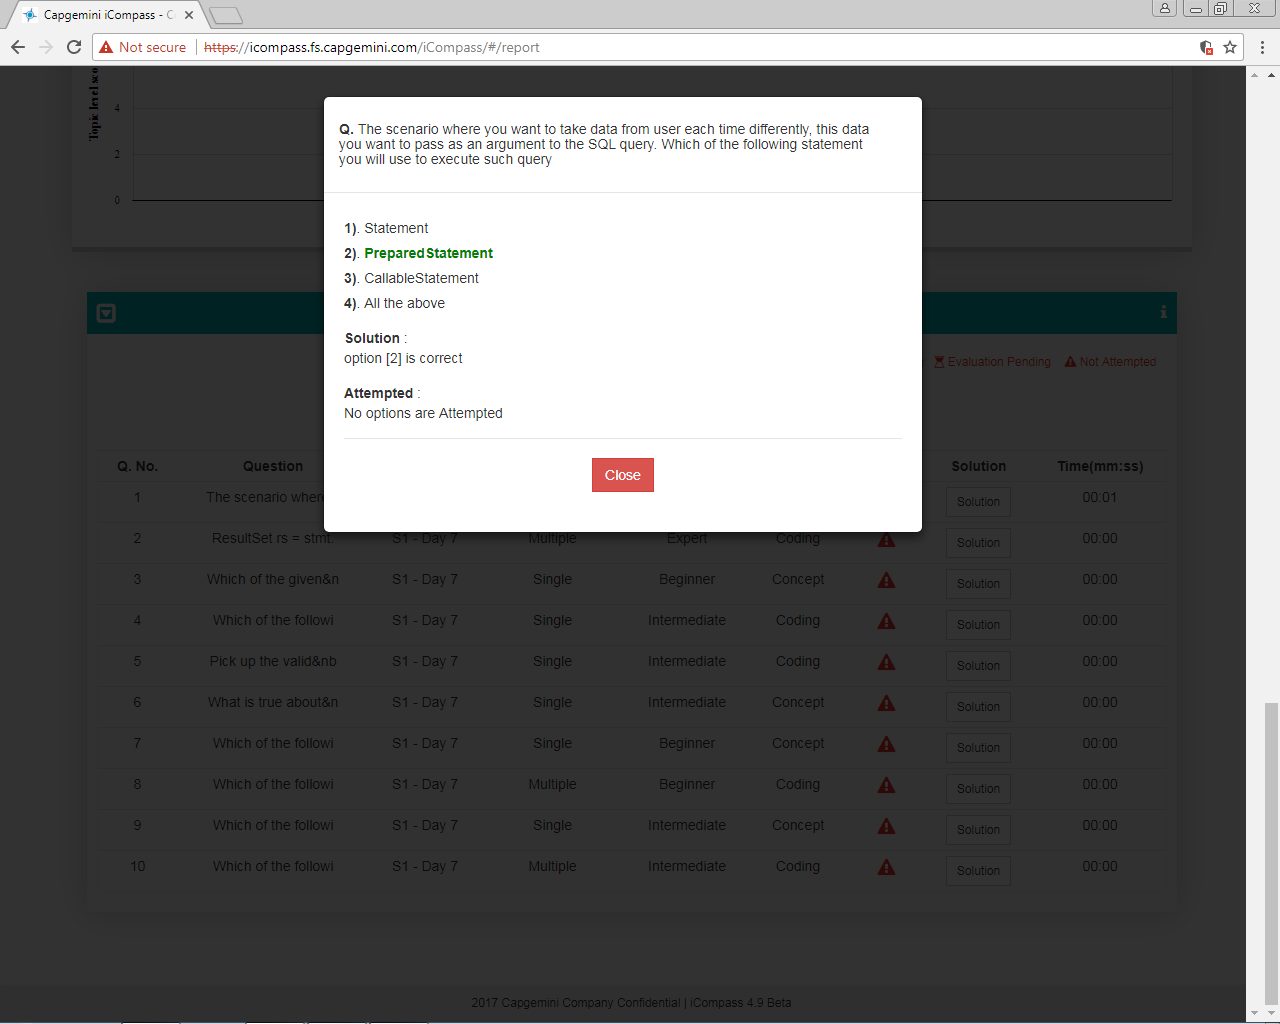 Capgemini iCompass - C
Not secure
https://icompass.fs.capgemini.com/iCompass/#/report
Topic level sco
4
2
0
Q. The scenario where you want to take data from user each time differently, this data
you want to pass as an argument to the SQL query. Which of the following statement
you will use to execute such query
1). Statement
2). PreparedStatement
3). CallableStatement
4). All the above
Solution :
option [2] is correct
Attempted :
No options are Attempted
Close
Evaluation Pending Not Attempted
Q. No. Question Solution Time(mm:ss)
1 The scenario wher Solution 00:01
2 ResultSet rs = stmt. S1 - Day 7 Multiple Expert Coding Solution 00:00
3 Which of the given&n S1 - Day 7 Single Beginner Concept Solution 00:00
4 Which of the followi S1 - Day 7 Single Intermediate Coding Solution 00:00
5 Pick up the valid&nb S1 - Day 7 Single Intermediate Coding Solution 00:00
6 What is true about&n S1 - Day 7 Single Intermediate Concept Solution 00:00
7 Which of the followi S1 - Day 7 Single Beginner Concept Solution 00:00
8 Which of the followi S1 - Day 7 Multiple Beginner Coding Solution 00:00
9 Which of the followi S1 - Day 7 Single Intermediate Concept Solution 00:00
10 Which of the followi S1 - Day 7 Multiple Intermediate Coding Solution 00:00
2017 Capgemini Company Confidential | iCompass 4.9 Beta